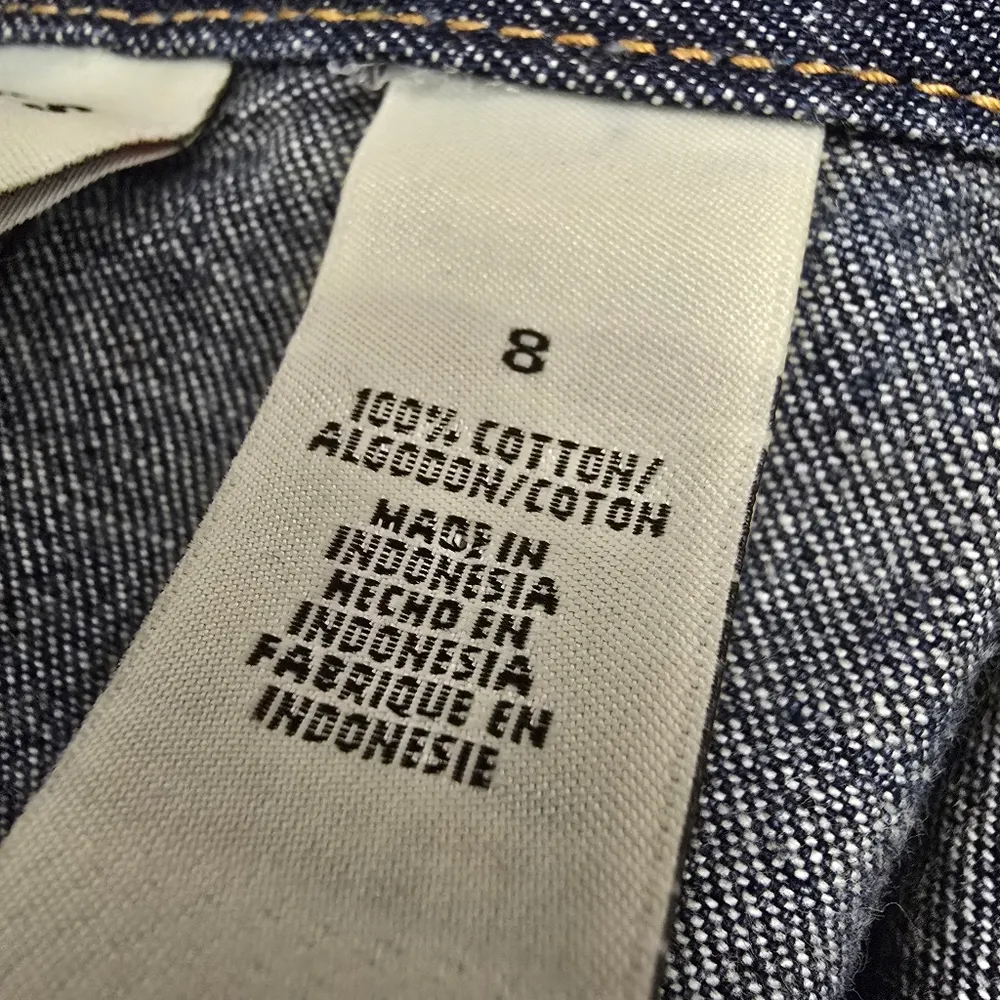 8
100% COTTON/
ALGODON/COTON
MADE IN
INDONESIA
HECHO EN
INDONESIA
FABRIQUE EN
INDONESIE